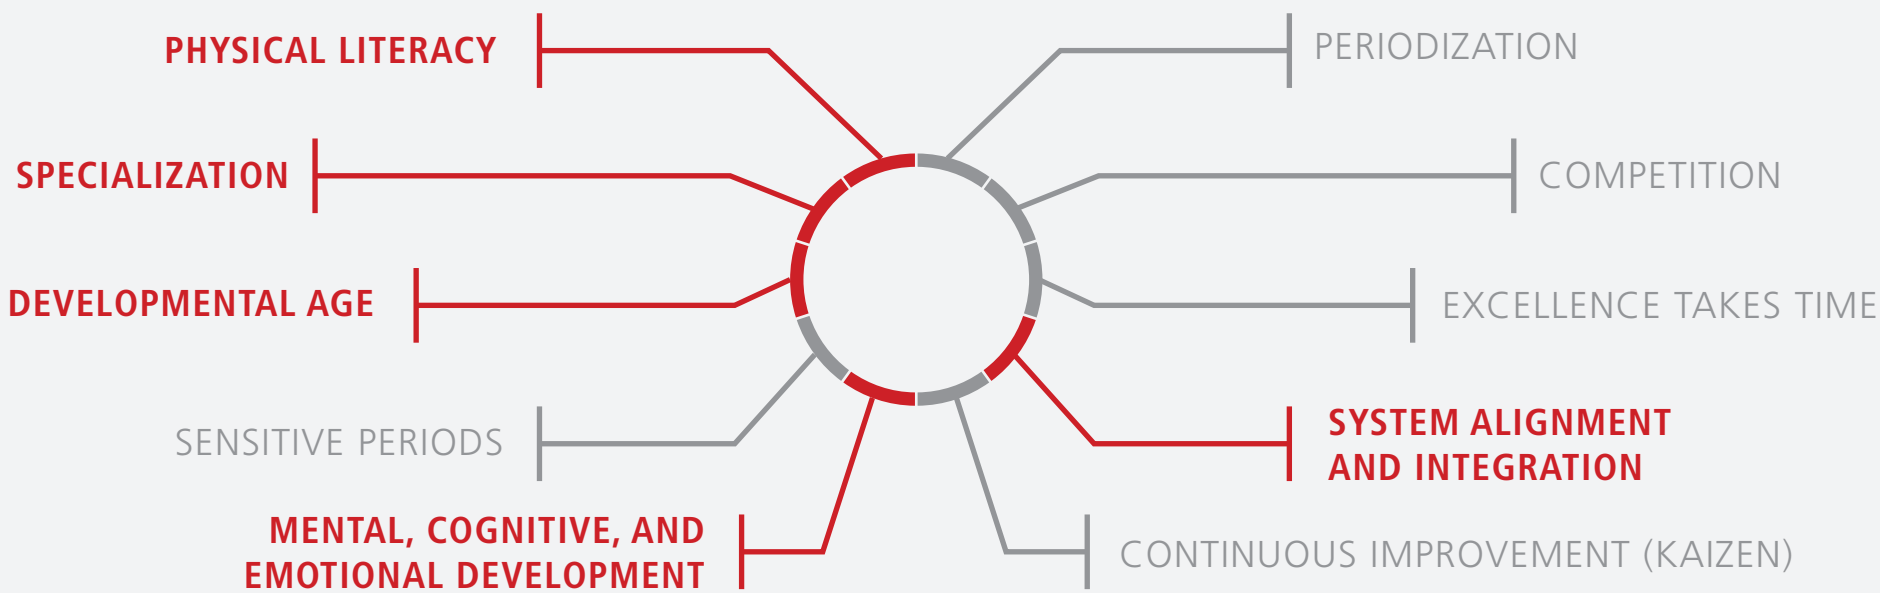 PHYSICAL LITERACY
SPECIALIZATION
DEVELOPMENTAL AGE
SENSITIVE PERIODS
MENTAL, COGNITIVE, AND
EMOTIONAL DEVELOPMENT
PERIODIZATION
COMPETITION
EXCELLENCE TAKES TIME
SYSTEM ALIGNMENT
AND INTEGRATION
CONTINUOUS IMPROVEMENT (KAIZEN)